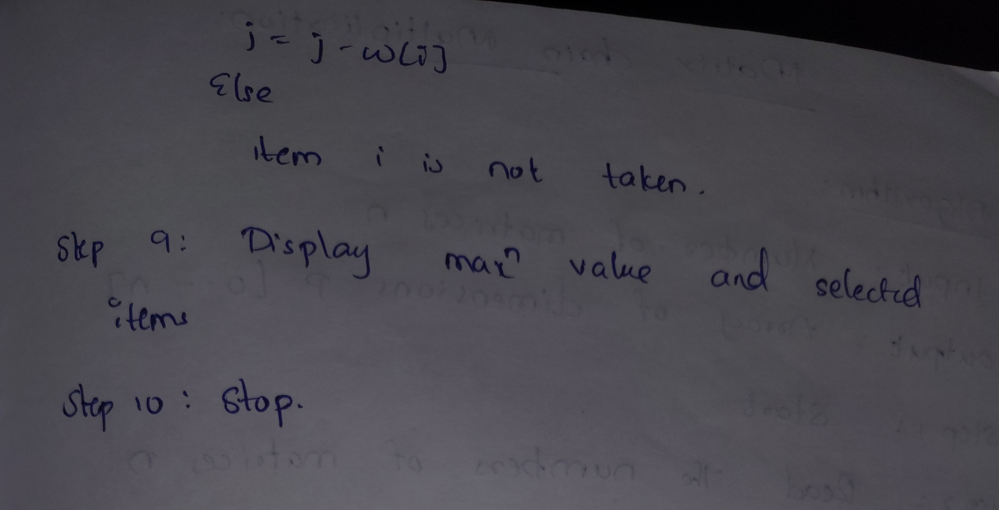 j = j - w[i]
Else
item i is not taken.
Step 9: Display maxⁿ value and selected
items
Step 10: Stop.